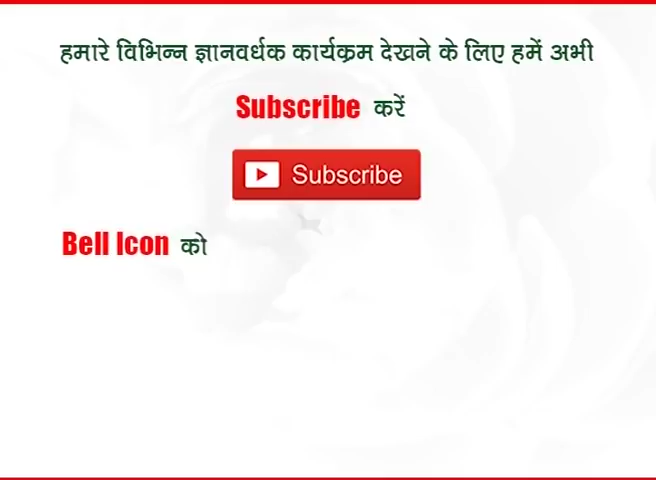 हमारे विभिन्न ज्ञानवर्धक कार्यक्रम देखने के लिए हमें अभी
Subscribe करें
Subscribe
Bell Icon को